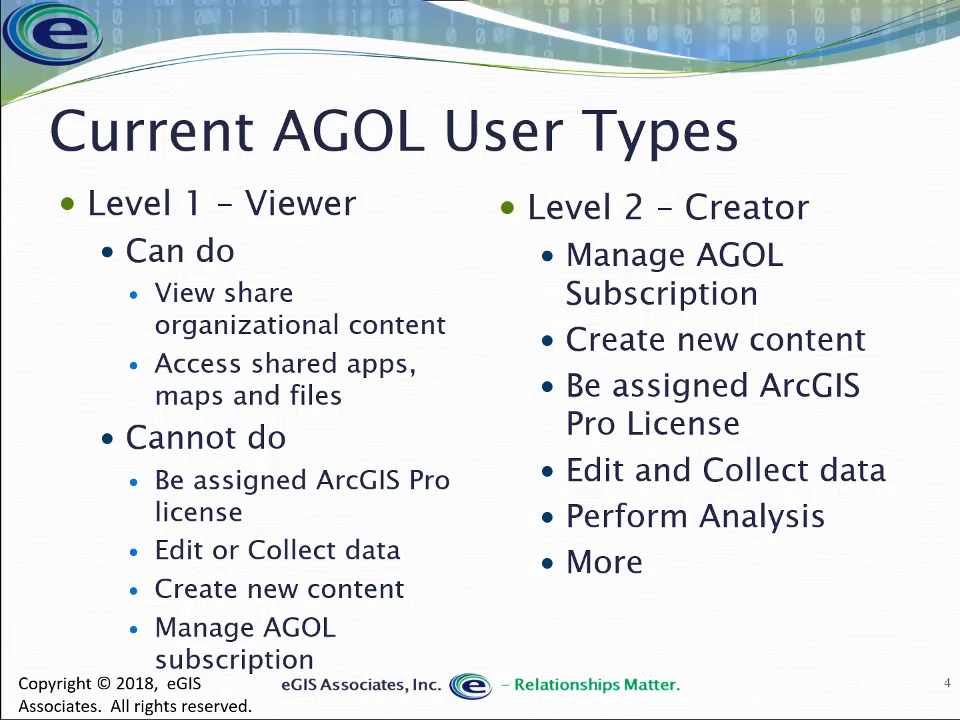 e
Current AGOL User Types
• Level 1 – Viewer
• Can do
• View share
organizational content
• Access shared apps,
maps and files
• Cannot do
• Be assigned ArcGIS Pro
license
• Edit or Collect data
• Create new content
• Manage AGOL
subscription
• Level 2 – Creator
• Manage AGOL
Subscription
• Create new content
• Be assigned ArcGIS
Pro License
• Edit and Collect data
• Perform Analysis
• More
Copyright © 2018, eGIS
Associates. All rights reserved.
eGIS Associates, Inc. e – Relationships Matter.
4